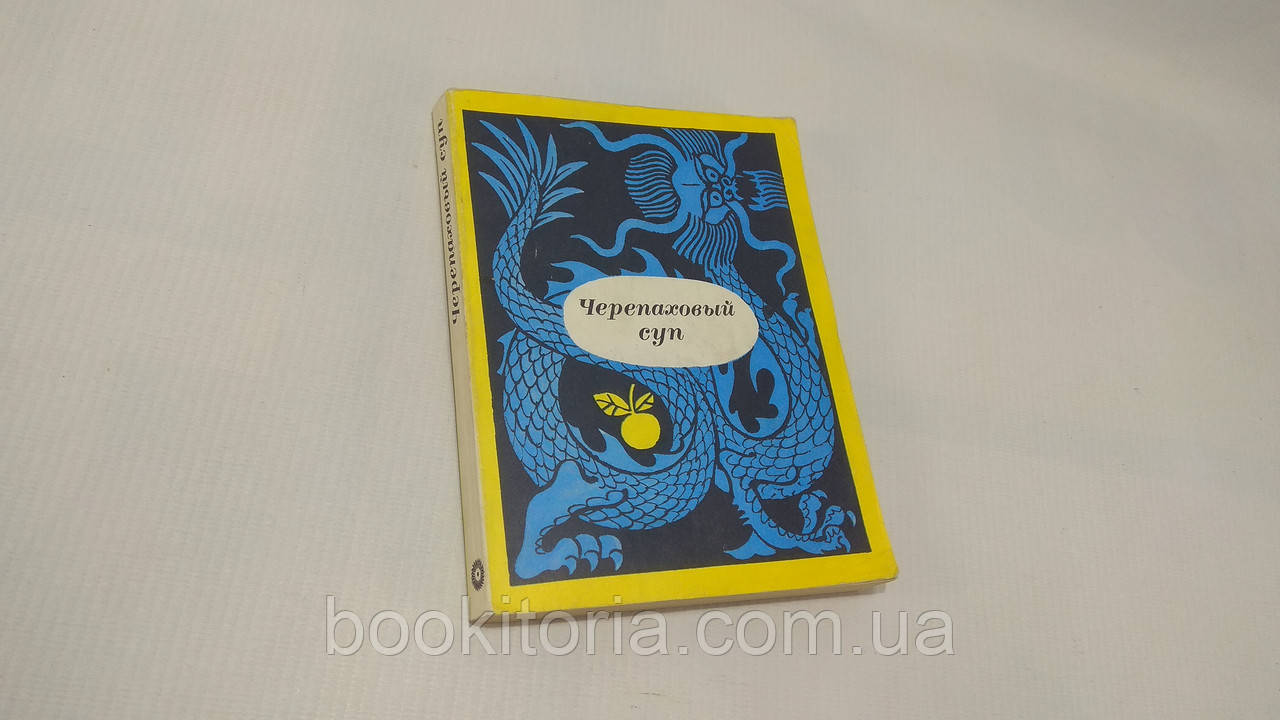 Черепаховый суп
Черепаховый
суп
bookitoria.com.ua